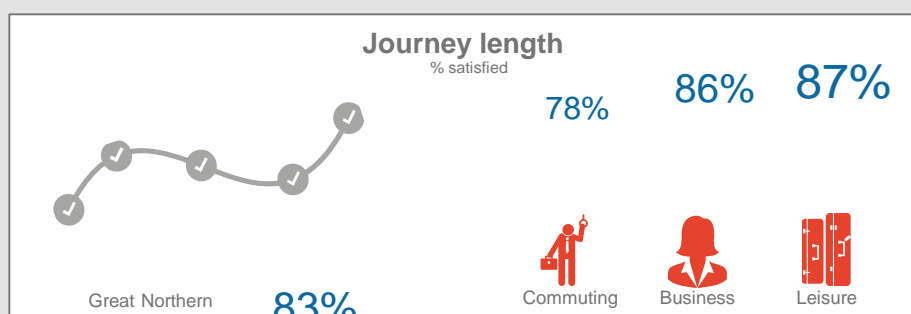 Journey length
% satisfied
78%
86%
87%
Commuting
Business
Leisure
Great Northern
83%